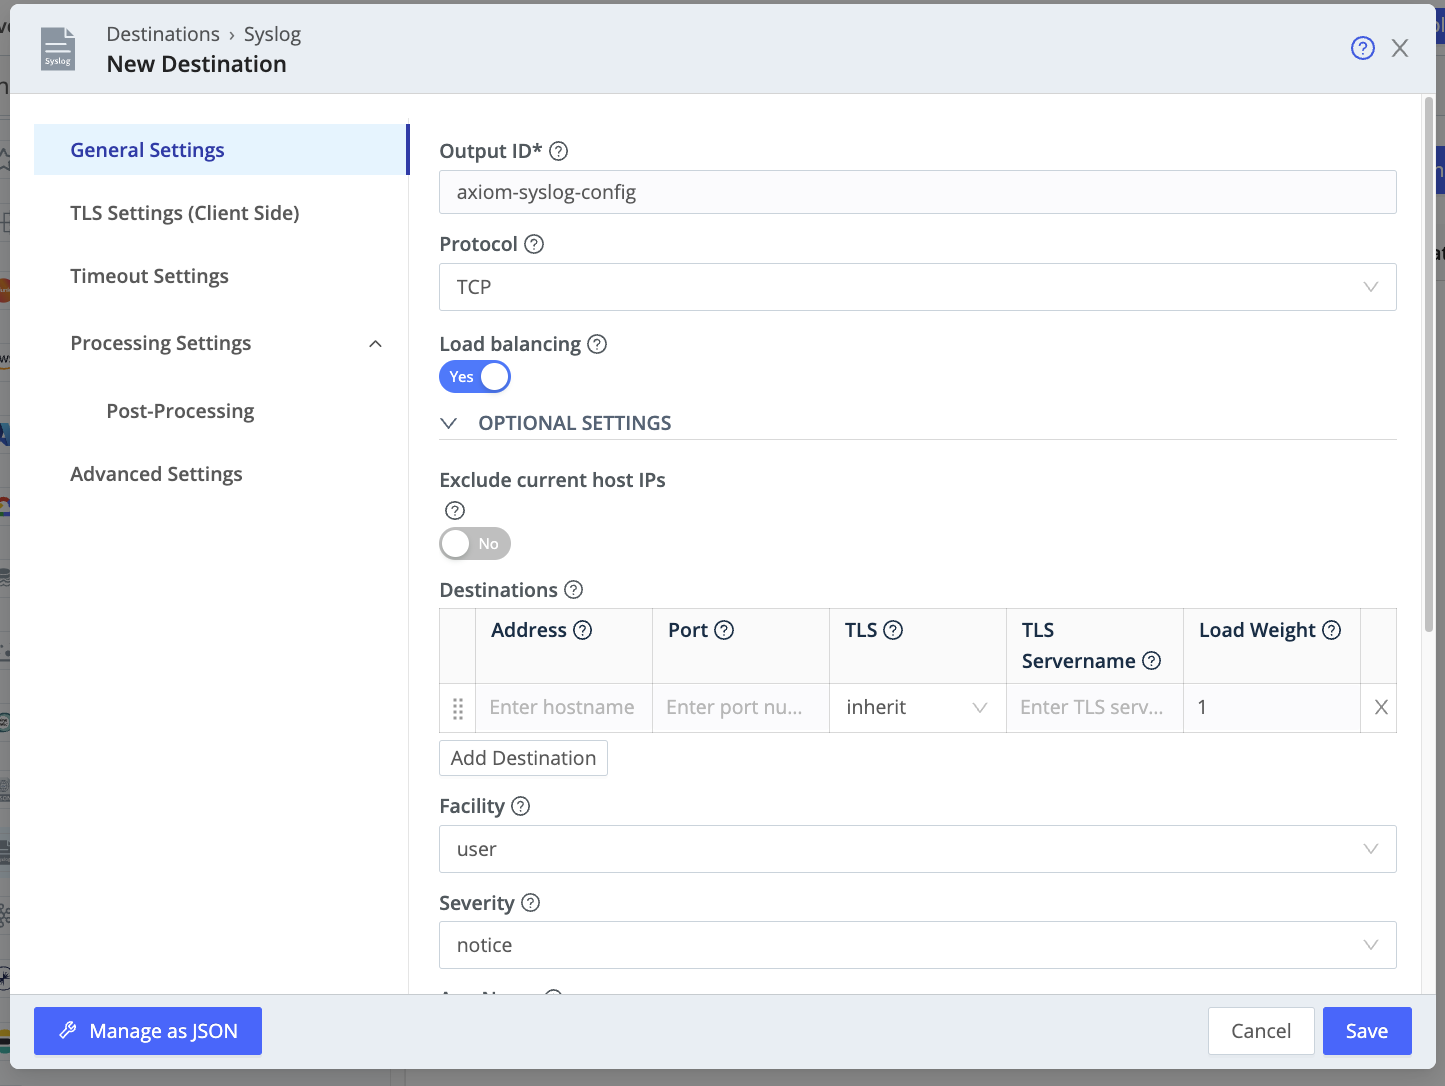 Syslog
Destinations › Syslog
New Destination
General Settings
TLS Settings (Client Side)
Timeout Settings
Processing Settings
Post-Processing
Advanced Settings
Output ID*
axiom-syslog-config
Protocol
TCP
Load balancing
Yes
OPTIONAL SETTINGS
Exclude current host IPs
No
Destinations
Address Port TLS TLS Servername Load Weight
Enter hostname Enter port nu... inherit Enter TLS serv... 1 X
Add Destination
Facility
user
Severity
notice
Manage as JSON
Cancel
Save